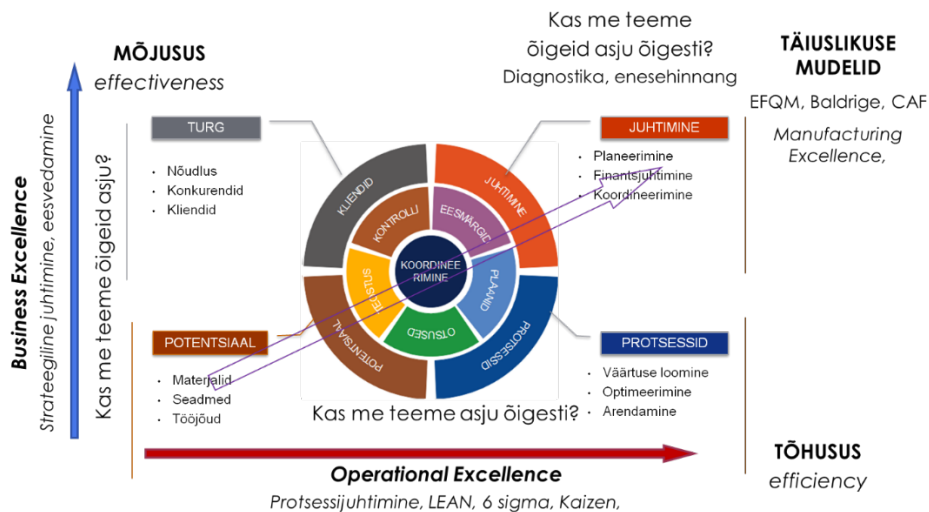 Kas me teeme
õigeid asju õigesti?
Diagnostika, enesehinnang
TÄIUSLIKUSE
MUDELID
EFQM, Baldrige, CAF
Manufacturing
Excellence,
MÕJUSUS
effectiveness
Business Excellence
Strateegiline juhtimine, eesvedamine
Kas me teeme õigeid asju?
TURG
Nõudlus
Konkurendid
Kliendid
JUHTIMINE
Planeerimine
Finantsjuhtimine
Koordineerimine
KLIENDID
JUHTIMINE
KONTROLLI
EESMÄRGID
KOORDINEE
RIMINE
PLAANID
OTSUSED
POTENTSIAAL
PROTSESSID
POTENTSIAAL
Materjalid
Seadmed
Tööjõud
PROTSESSID
Väärtuse loomine
Optimeerimine
Arendamine
Kas me teeme asju õigesti?
Operational Excellence
Protsessijuhtimine, LEAN, 6 sigma, Kaizen,
TÕHUSUS
efficiency